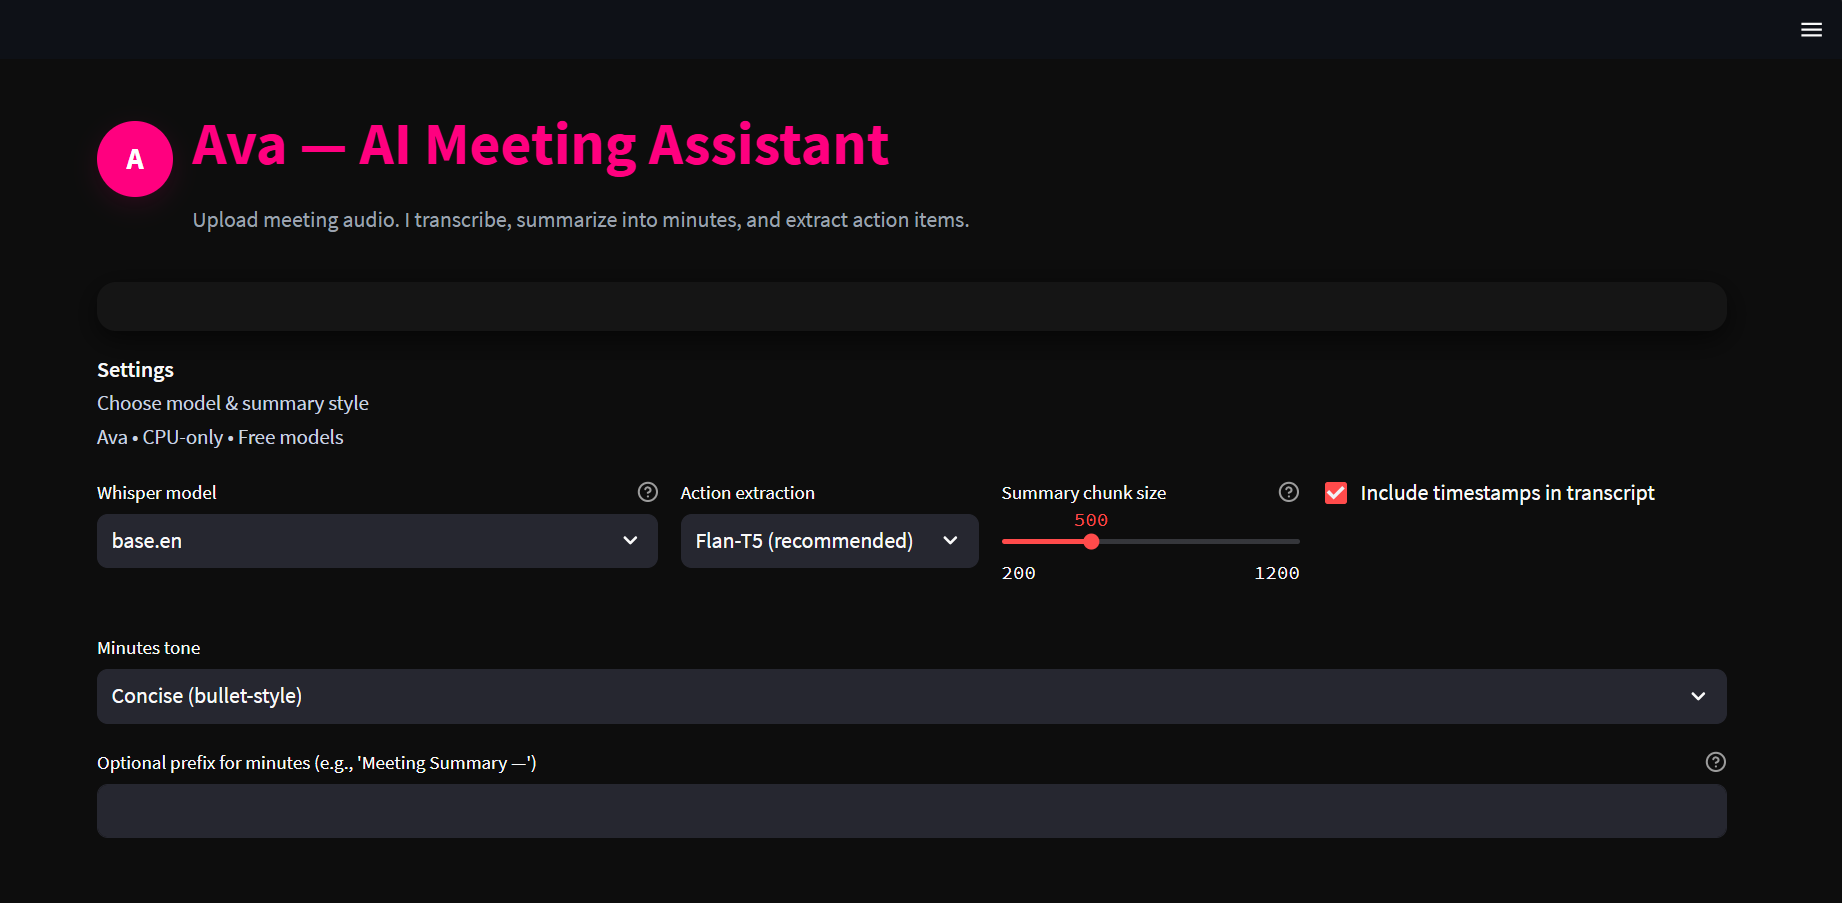 A
Ava — AI Meeting Assistant
Upload meeting audio. I transcribe, summarize into minutes, and extract action items.
Settings
Choose model & summary style
Ava • CPU-only • Free models
Whisper model
base.en
Action extraction
Flan-T5 (recommended)
Summary chunk size
500
200 1200
Include timestamps in transcript
Minutes tone
Concise (bullet-style)
Optional prefix for minutes (e.g., 'Meeting Summary —')